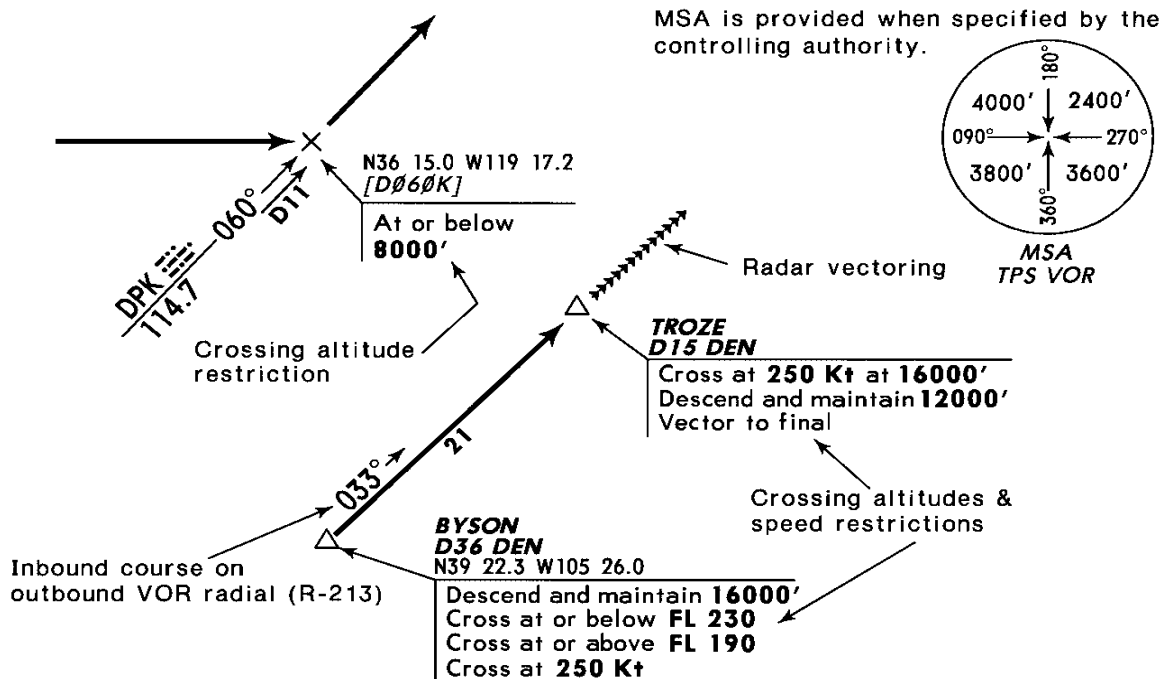 MSA is provided when specified by the
controlling authority.
180°
4000' 2400'
090° 270°
3800' 3600'
360°
MSA
TPS VOR
N36 15.0 W119 17.2
[DØ6ØK]
At or below
8000'
060°
D11
DPK
114.7
Radar vectoring
Crossing altitude
restriction
TROZE
D15 DEN
Cross at 250 Kt at 16000'
Descend and maintain 12000'
Vector to final
21
033°
Crossing altitudes &
speed restrictions
BYSON
D36 DEN
N39 22.3 W105 26.0
Inbound course on
outbound VOR radial (R-213)
Descend and maintain 16000'
Cross at or below FL 230
Cross at or above FL 190
Cross at 250 Kt